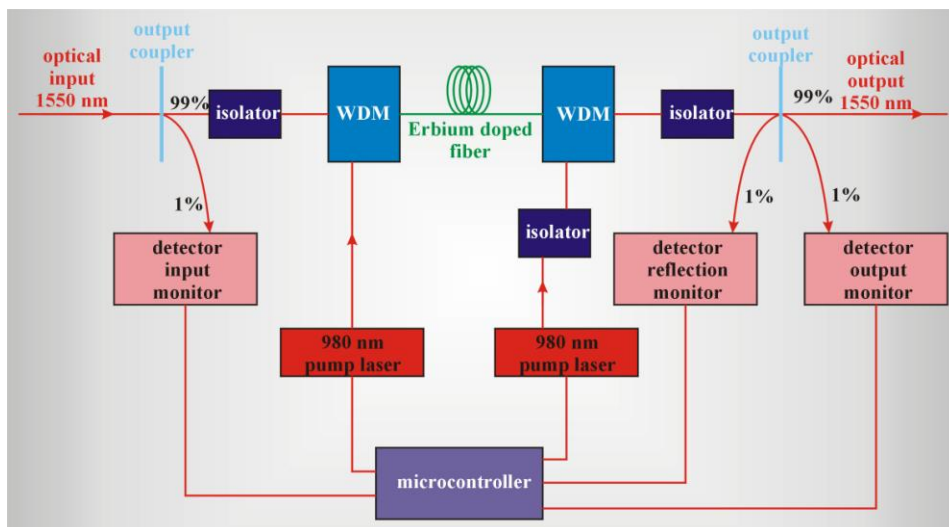 output
coupler
optical
input
1550 nm
99%
isolator
WDM
Erbium doped
fiber
WDM
isolator
output
coupler
99%
optical
output
1550 nm
1%
detector
input
monitor
isolator
1%
detector
reflection
monitor
1%
detector
output
monitor
980 nm
pump laser
980 nm
pump laser
microcontroller